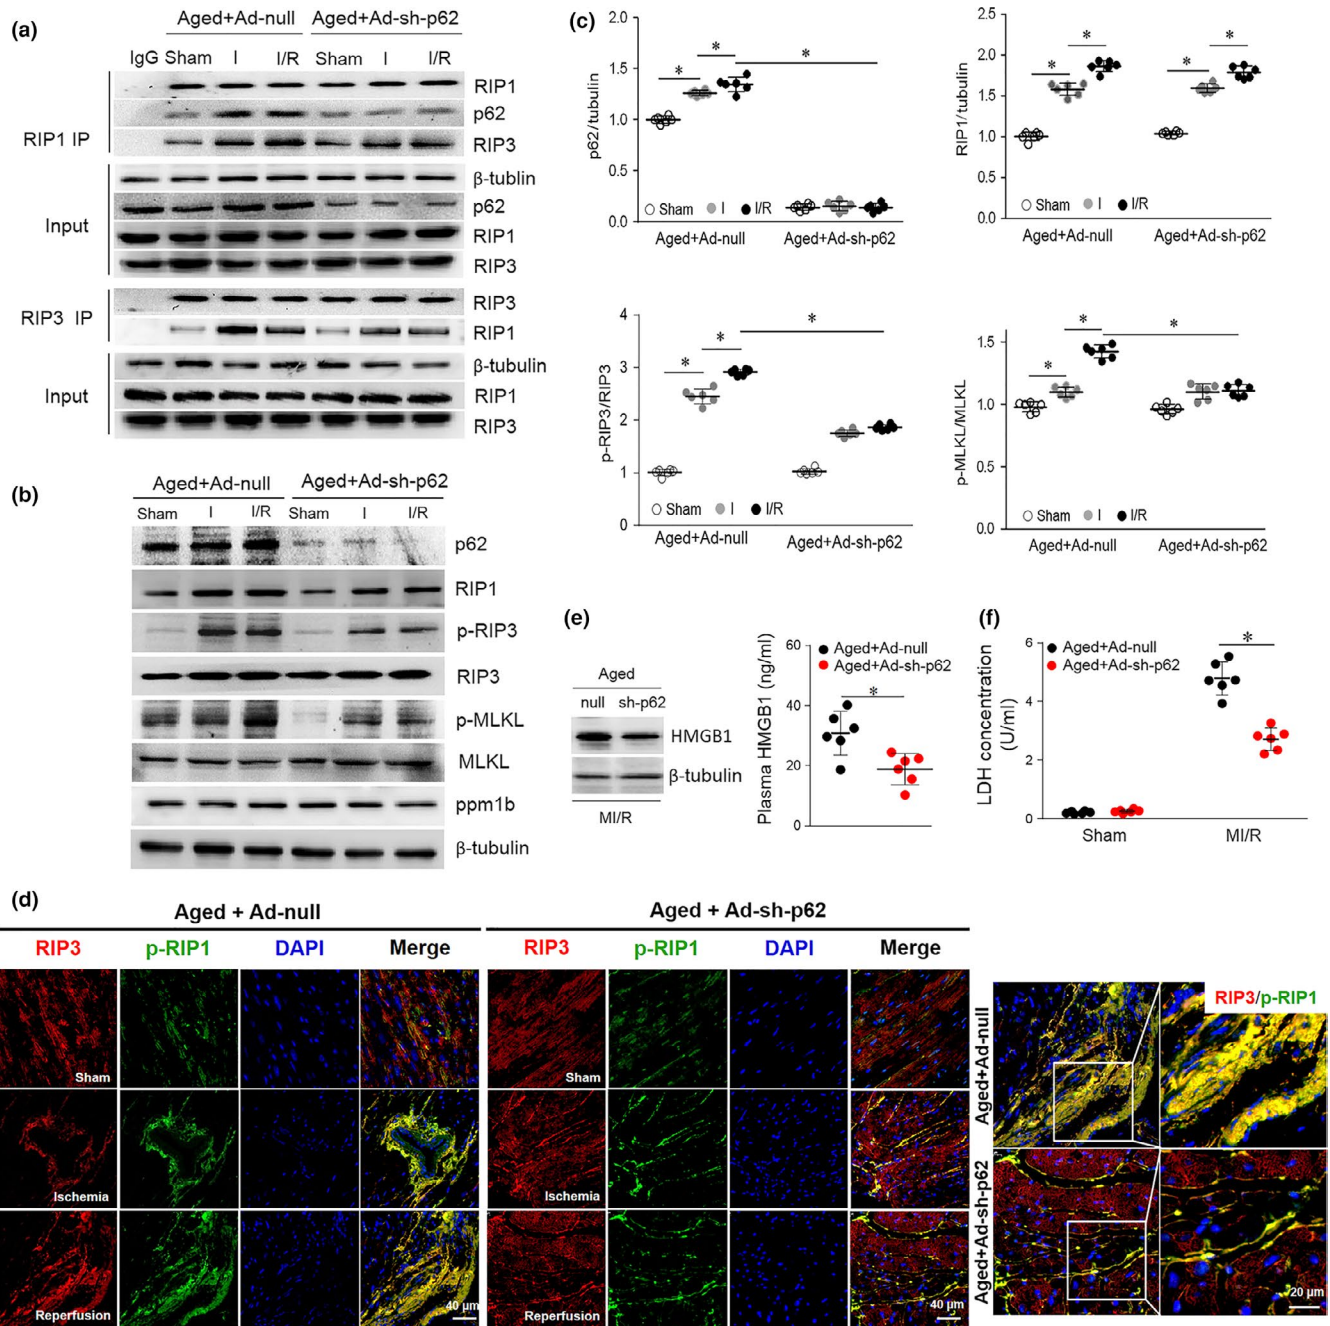 (a)
Aged+Ad-null Aged+Ad-sh-p62
IgG Sham I I/R Sham I I/R
RIP1
p62
RIP1 IP
RIP3
β-tublin
p62
Input
RIP1
RIP3
RIP3
RIP3 IP
RIP1
β-tubulin
Input
RIP1
RIP3
(b)
Aged+Ad-null Aged+Ad-sh-p62
Sham I I/R Sham I I/R
p62
RIP1
p-RIP3
RIP3
p-MLKL
MLKL
ppm1b
β-tubulin
(c)
p62/tubulin
2.0
1.5
1.0
0.5
0.0
* * *
Sham I I/R
Aged+Ad-null Aged+Ad-sh-p62
RIP1/tubulin
2.5
2.0
1.5
1.0
0.5
0.0
* * * *
Sham I I/R
Aged+Ad-null Aged+Ad-sh-p62
p-RIP3/RIP3
4
3
2
1
0
* * *
Sham I I/R
Aged+Ad-null Aged+Ad-sh-p62
p-MLKL/MLKL
1.5
1.0
0.5
0.0
* * *
Sham I I/R
Aged+Ad-null Aged+Ad-sh-p62
(e)
Aged
null sh-p62
HMGB1
β-tubulin
MI/R
Plasma HMGB1 (ng/ml)
60
40
20
0
Aged+Ad-null
Aged+Ad-sh-p62
*
(f)
LDH concentration
(U/ml)
6
4
2
0
Aged+Ad-null
Aged+Ad-sh-p62
*
Sham MI/R
(d)
Aged + Ad-null Aged + Ad-sh-p62
RIP3 p-RIP1 DAPI Merge RIP3 p-RIP1 DAPI Merge
Sham Sham
Ischemia Ischemia
Reperfusion 40 µm Reperfusion 40 µm
Aged+Ad-null
RIP3/p-RIP1
Aged+Ad-sh-p62
20 µm